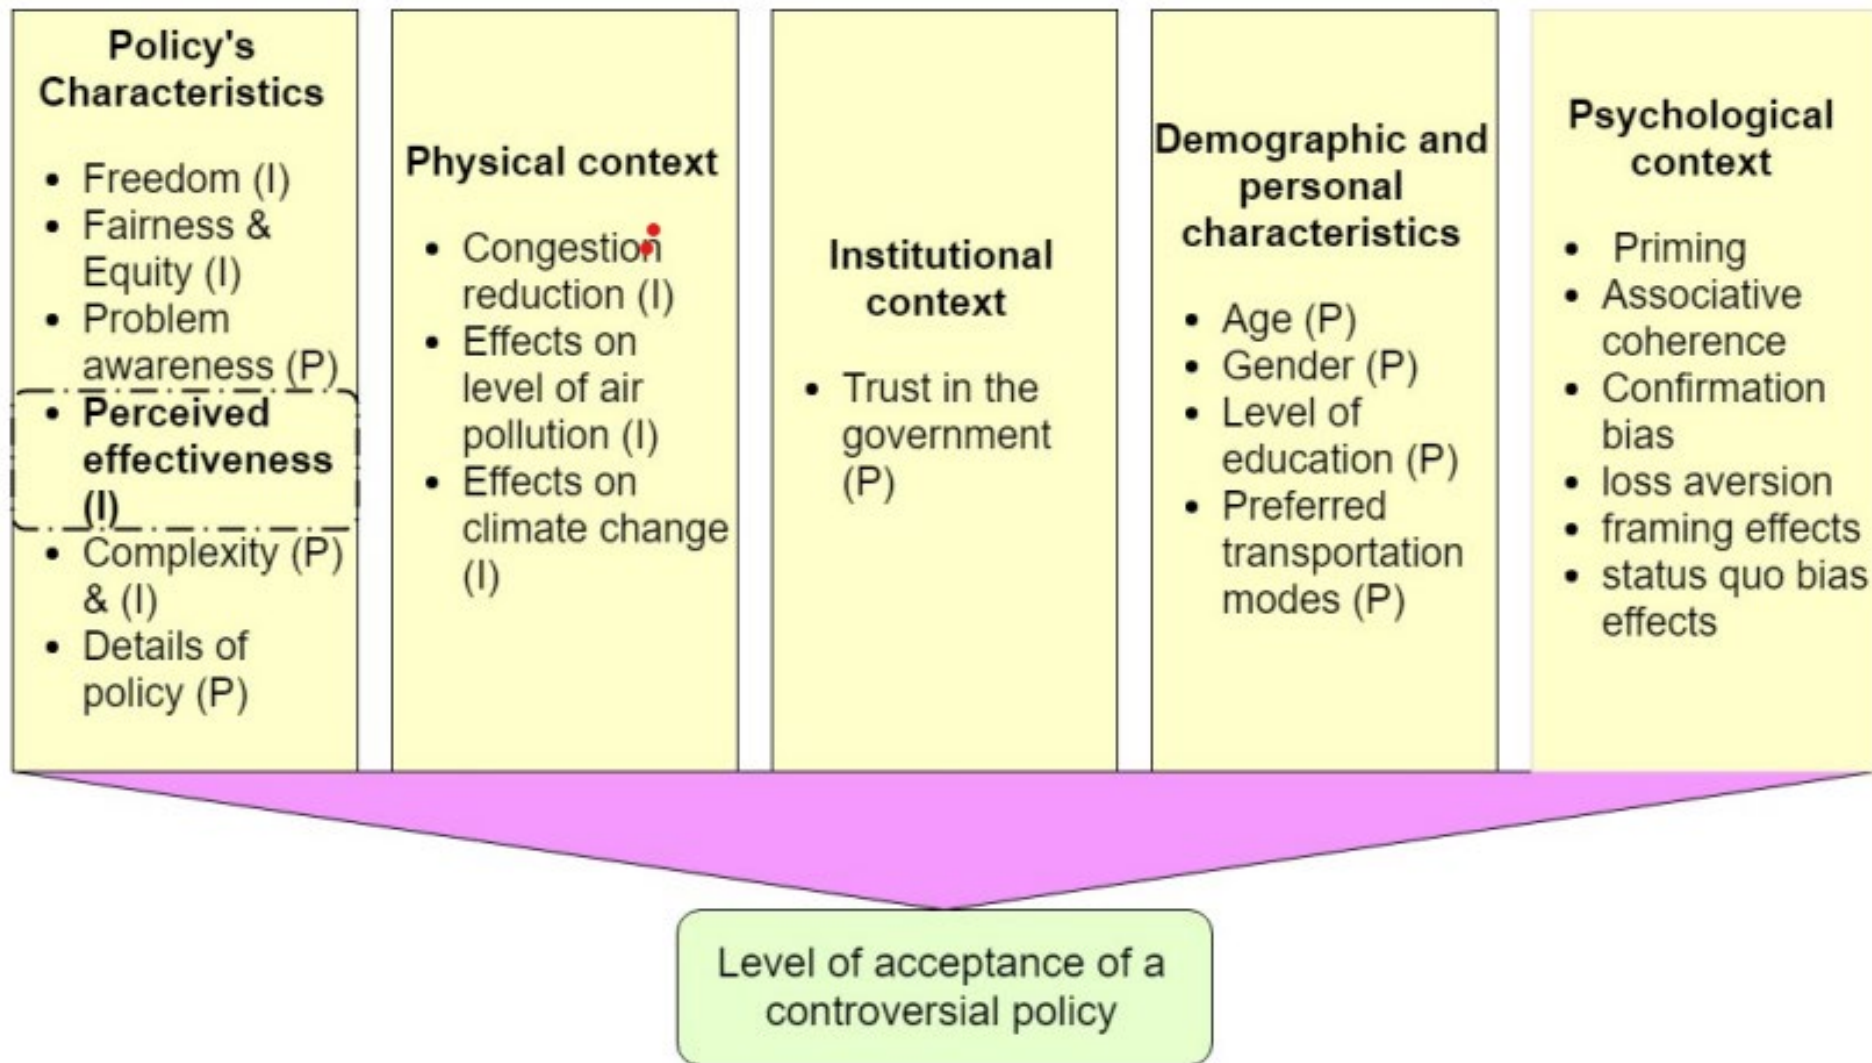 Policy's
Characteristics
• Freedom (I)
• Fairness &
Equity (I)
• Problem
awareness (P)
• Perceived
effectiveness
(I)
• Complexity (P)
& (I)
• Details of
policy (P)
Physical context
• Congestion
reduction (I)
• Effects on
level of air
pollution (I)
• Effects on
climate change
(I)
Institutional
context
• Trust in the
government
(P)
Demographic and
personal
characteristics
• Age (P)
• Gender (P)
• Level of
education (P)
• Preferred
transportation
modes (P)
Psychological
context
• Priming
• Associative
coherence
• Confirmation
bias
• loss aversion
• framing effects
• status quo bias
effects
Level of acceptance of a
controversial policy